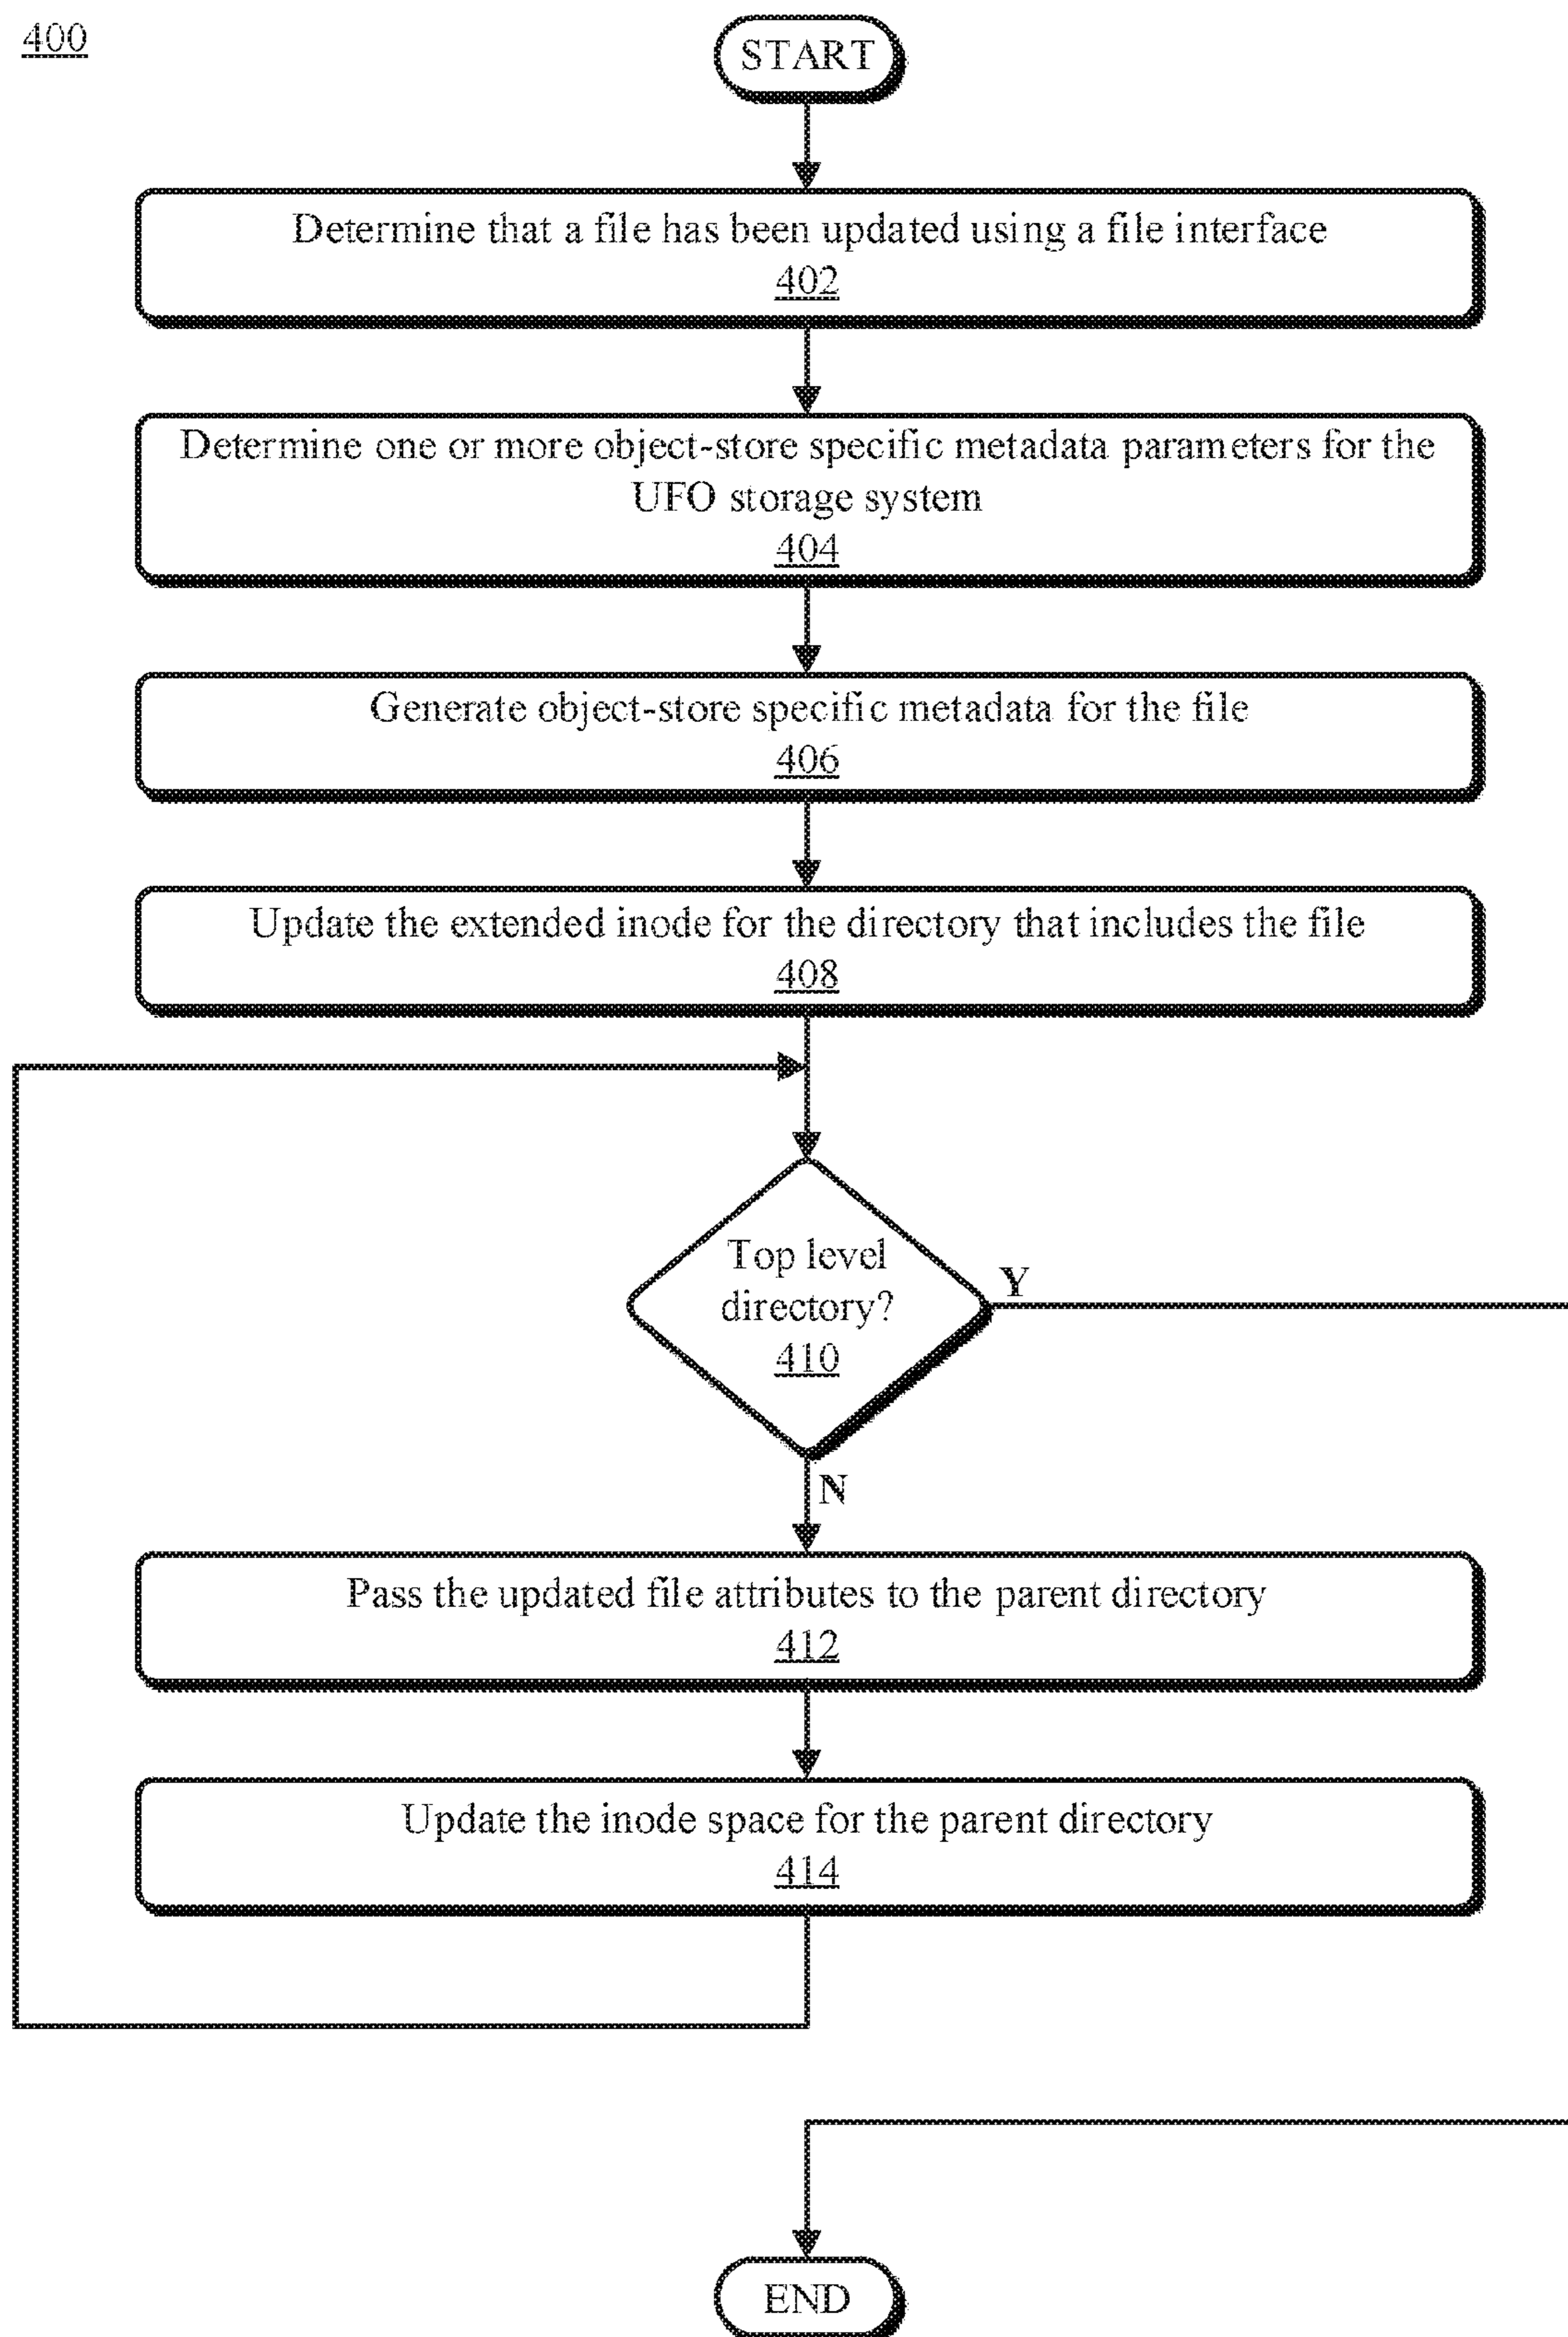 400
START
Determine that a file has been updated using a file interface
402
Determine one or more object-store specific metadata parameters for the
UFO storage system
404
Generate object-store specific metadata for the file
406
Update the extended inode for the directory that includes the file
408
Top level
directory?
410
Y
N
Pass the updated file attributes to the parent directory
412
Update the inode space for the parent directory
414
END